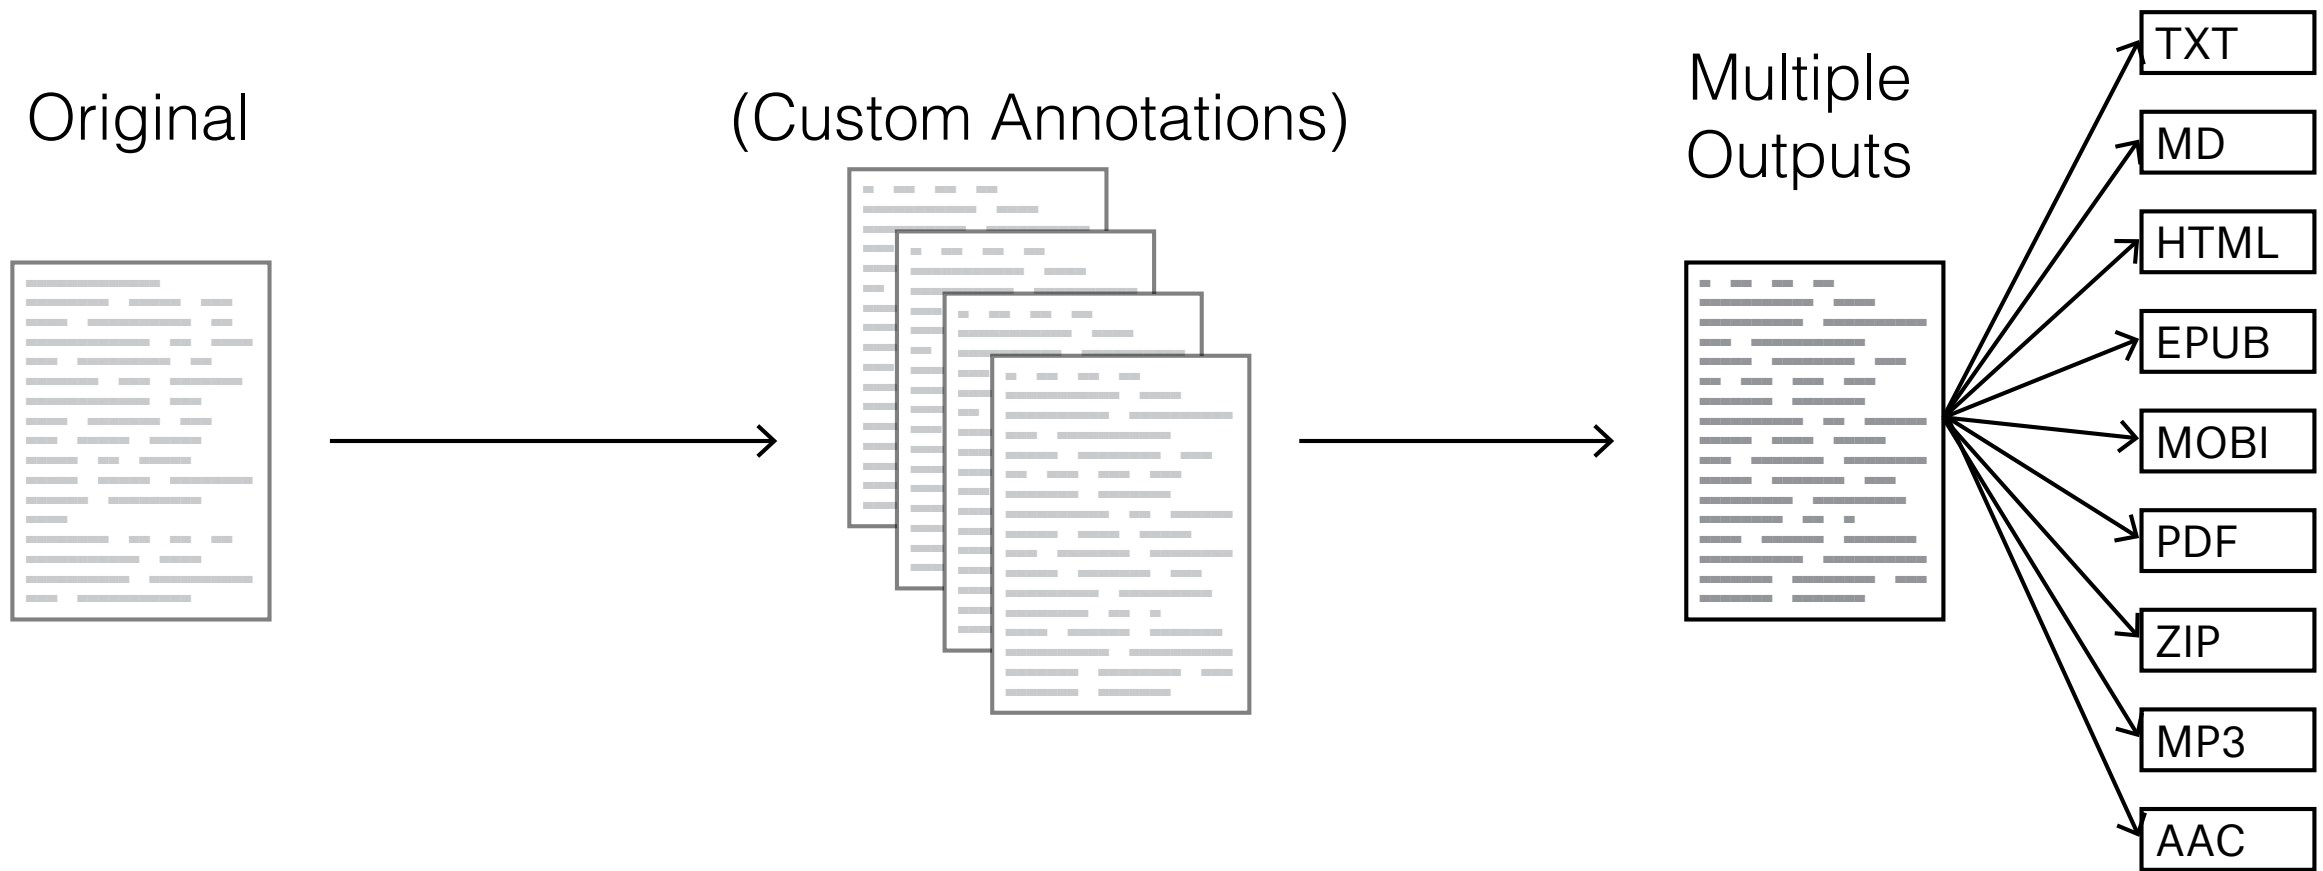 Original
(Custom Annotations)
Multiple
Outputs
TXT
MD
HTML
EPUB
MOBI
PDF
ZIP
MP3
AAC